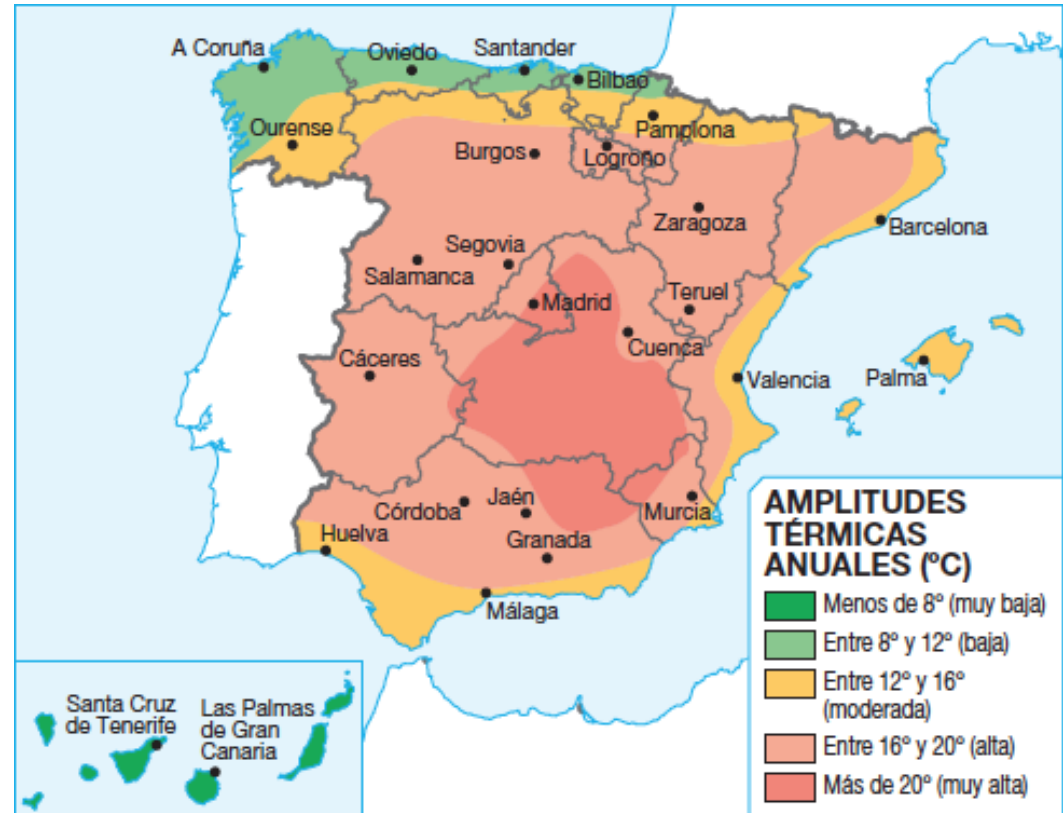 A Coruña
Oviedo
Santander
Bilbao
Ourense
Pamplona
Burgos
Logroño
Zaragoza
Barcelona
Segovia
Salamanca
Madrid
Teruel
Cuenca
Cáceres
Valencia
Palma
Córdoba
Jaén
Murcia
Huelva
Granada
Málaga
AMPLITUDES
TÉRMICAS
ANUALES (ºC)
Menos de 8º (muy baja)
Entre 8º y 12º (baja)
Entre 12º y 16º
(moderada)
Entre 16º y 20º (alta)
Más de 20º (muy alta)
Santa Cruz
de Tenerife
Las Palmas
de Gran
Canaria